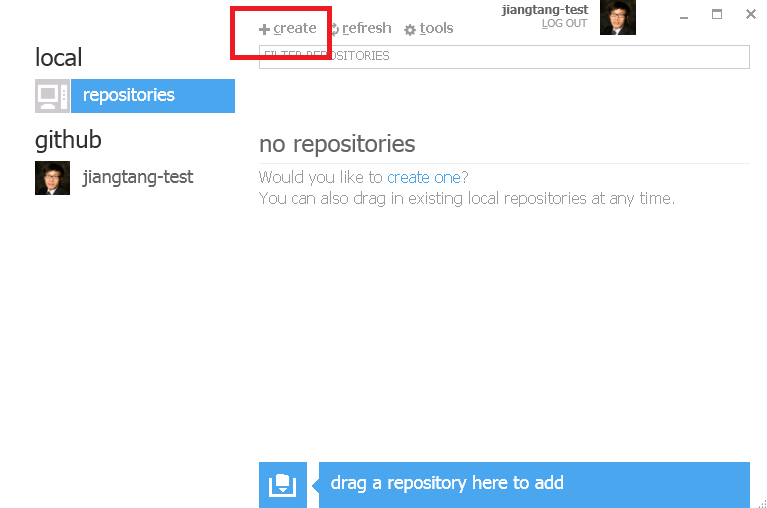 + create refresh tools
jiangtang-test
LOG OUT
FILTER REPOSITORIES
local
repositories
github
jiangtang-test
no repositories
Would you like to create one?
You can also drag in existing local repositories at any time.
drag a repository here to add